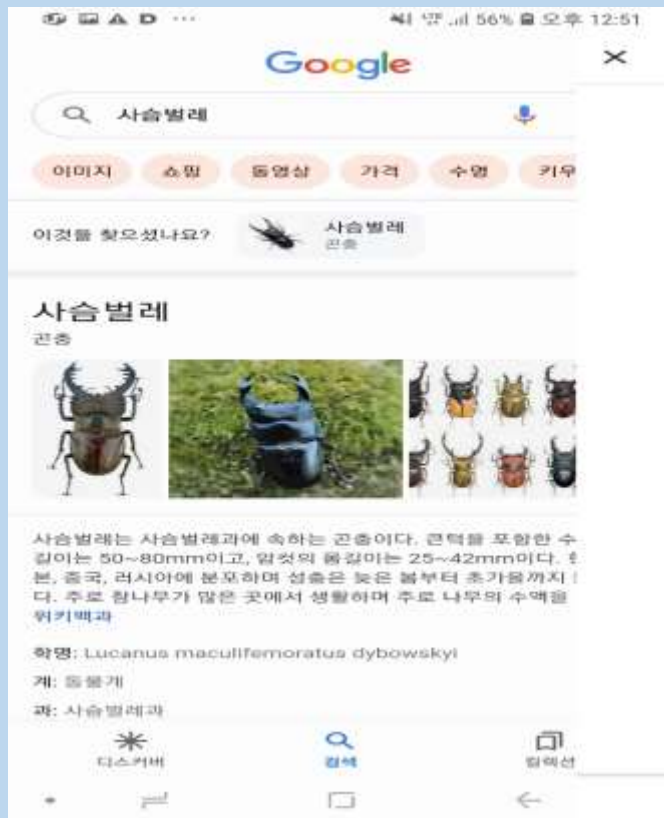 56% 오후 12:51
Google
사슴벌레
이미지 쇼핑 동영상 가격 수명 키우
이것을 찾으셨나요? 사슴벌레
곤충
사슴벌레
곤충
사슴벌레는 사슴벌레과에 속하는 곤충이다. 큰턱을 포함한 수
길이는 50~80mm이고, 암컷의 몸길이는 25~42mm이다.
본, 중국, 러시아에 분포하며 성충은 늦은 봄부터 초가을까지
다. 주로 참나무가 많은 곳에서 생활하며 주로 나무의 수액을
위키백과
학명: Lucanus maculifemoratus dybowskyi
계: 동물계
과: 사슴벌레과
디스커버 검색 컬렉션